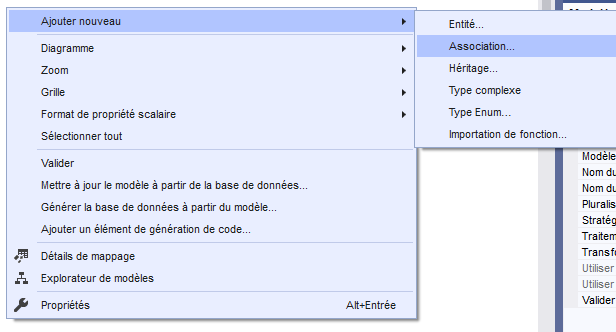 Ajouter nouveau
Diagramme
Zoom
Grille
Format de propriété scalaire
Sélectionner tout
Valider
Mettre à jour le modèle à partir de la base de données...
Générer la base de données à partir du modèle...
Ajouter un élément de génération de code...
Détails de mappage
Explorateur de modèles
Propriétés Alt+Entrée
Entité...
Association...
Héritage...
Type complexe
Type Enum...
Importation de fonction...
Modèle
Nom du
Nom du
Pluralis
Stratég
Traitem
Transfo
Utiliser
Utiliser
Valider